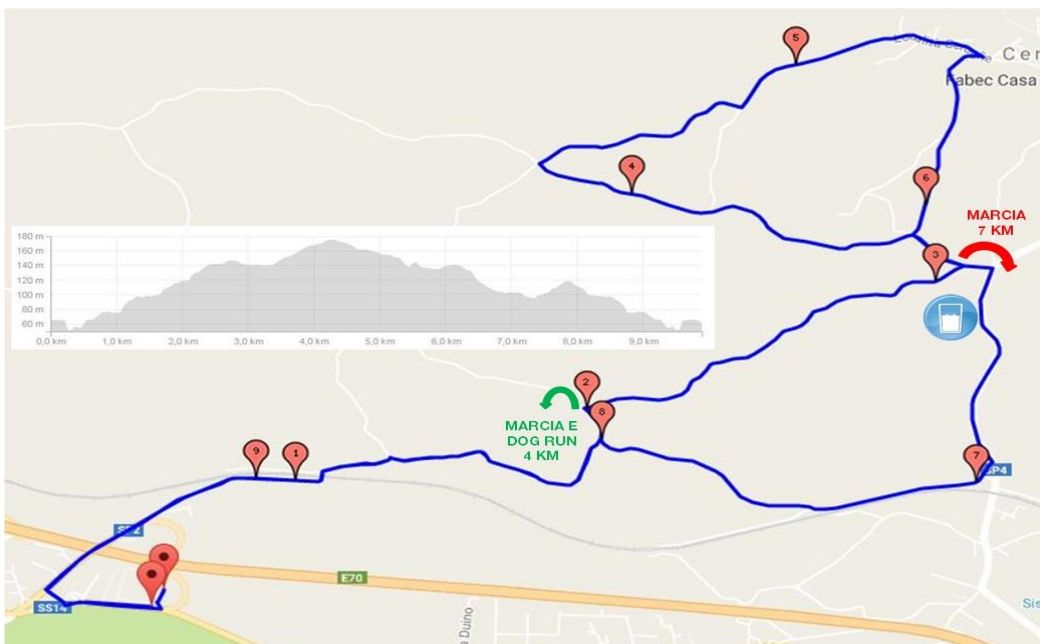 5
Cer
Fabec Casa
4
6
MARCIA
7 KM
3
180 m
160 m
140 m
120 m
100 m
80 m
60 m
0,0 km 1,0 km 2,0 km 3,0 km 4,0 km 5,0 km 6,0 km 7,0 km 8,0 km 9,0 km
2
8
MARCIA E
DOG RUN
4 KM
9
1
7
SP4
E70
SS14
Duino
Sis